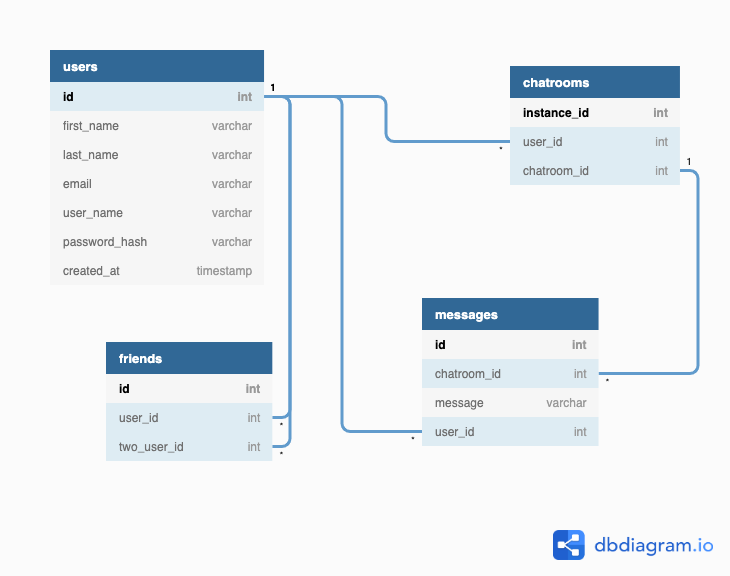 users
id int
first_name varchar
last_name varchar
email varchar
user_name varchar
password_hash varchar
created_at timestamp
1
chatrooms
instance_id int
user_id int
chatroom_id int
*
1
messages
id int
chatroom_id int
message varchar
user_id int
*
*
friends
id int
user_id int
two_user_id int
*
*
dbdiagram.io